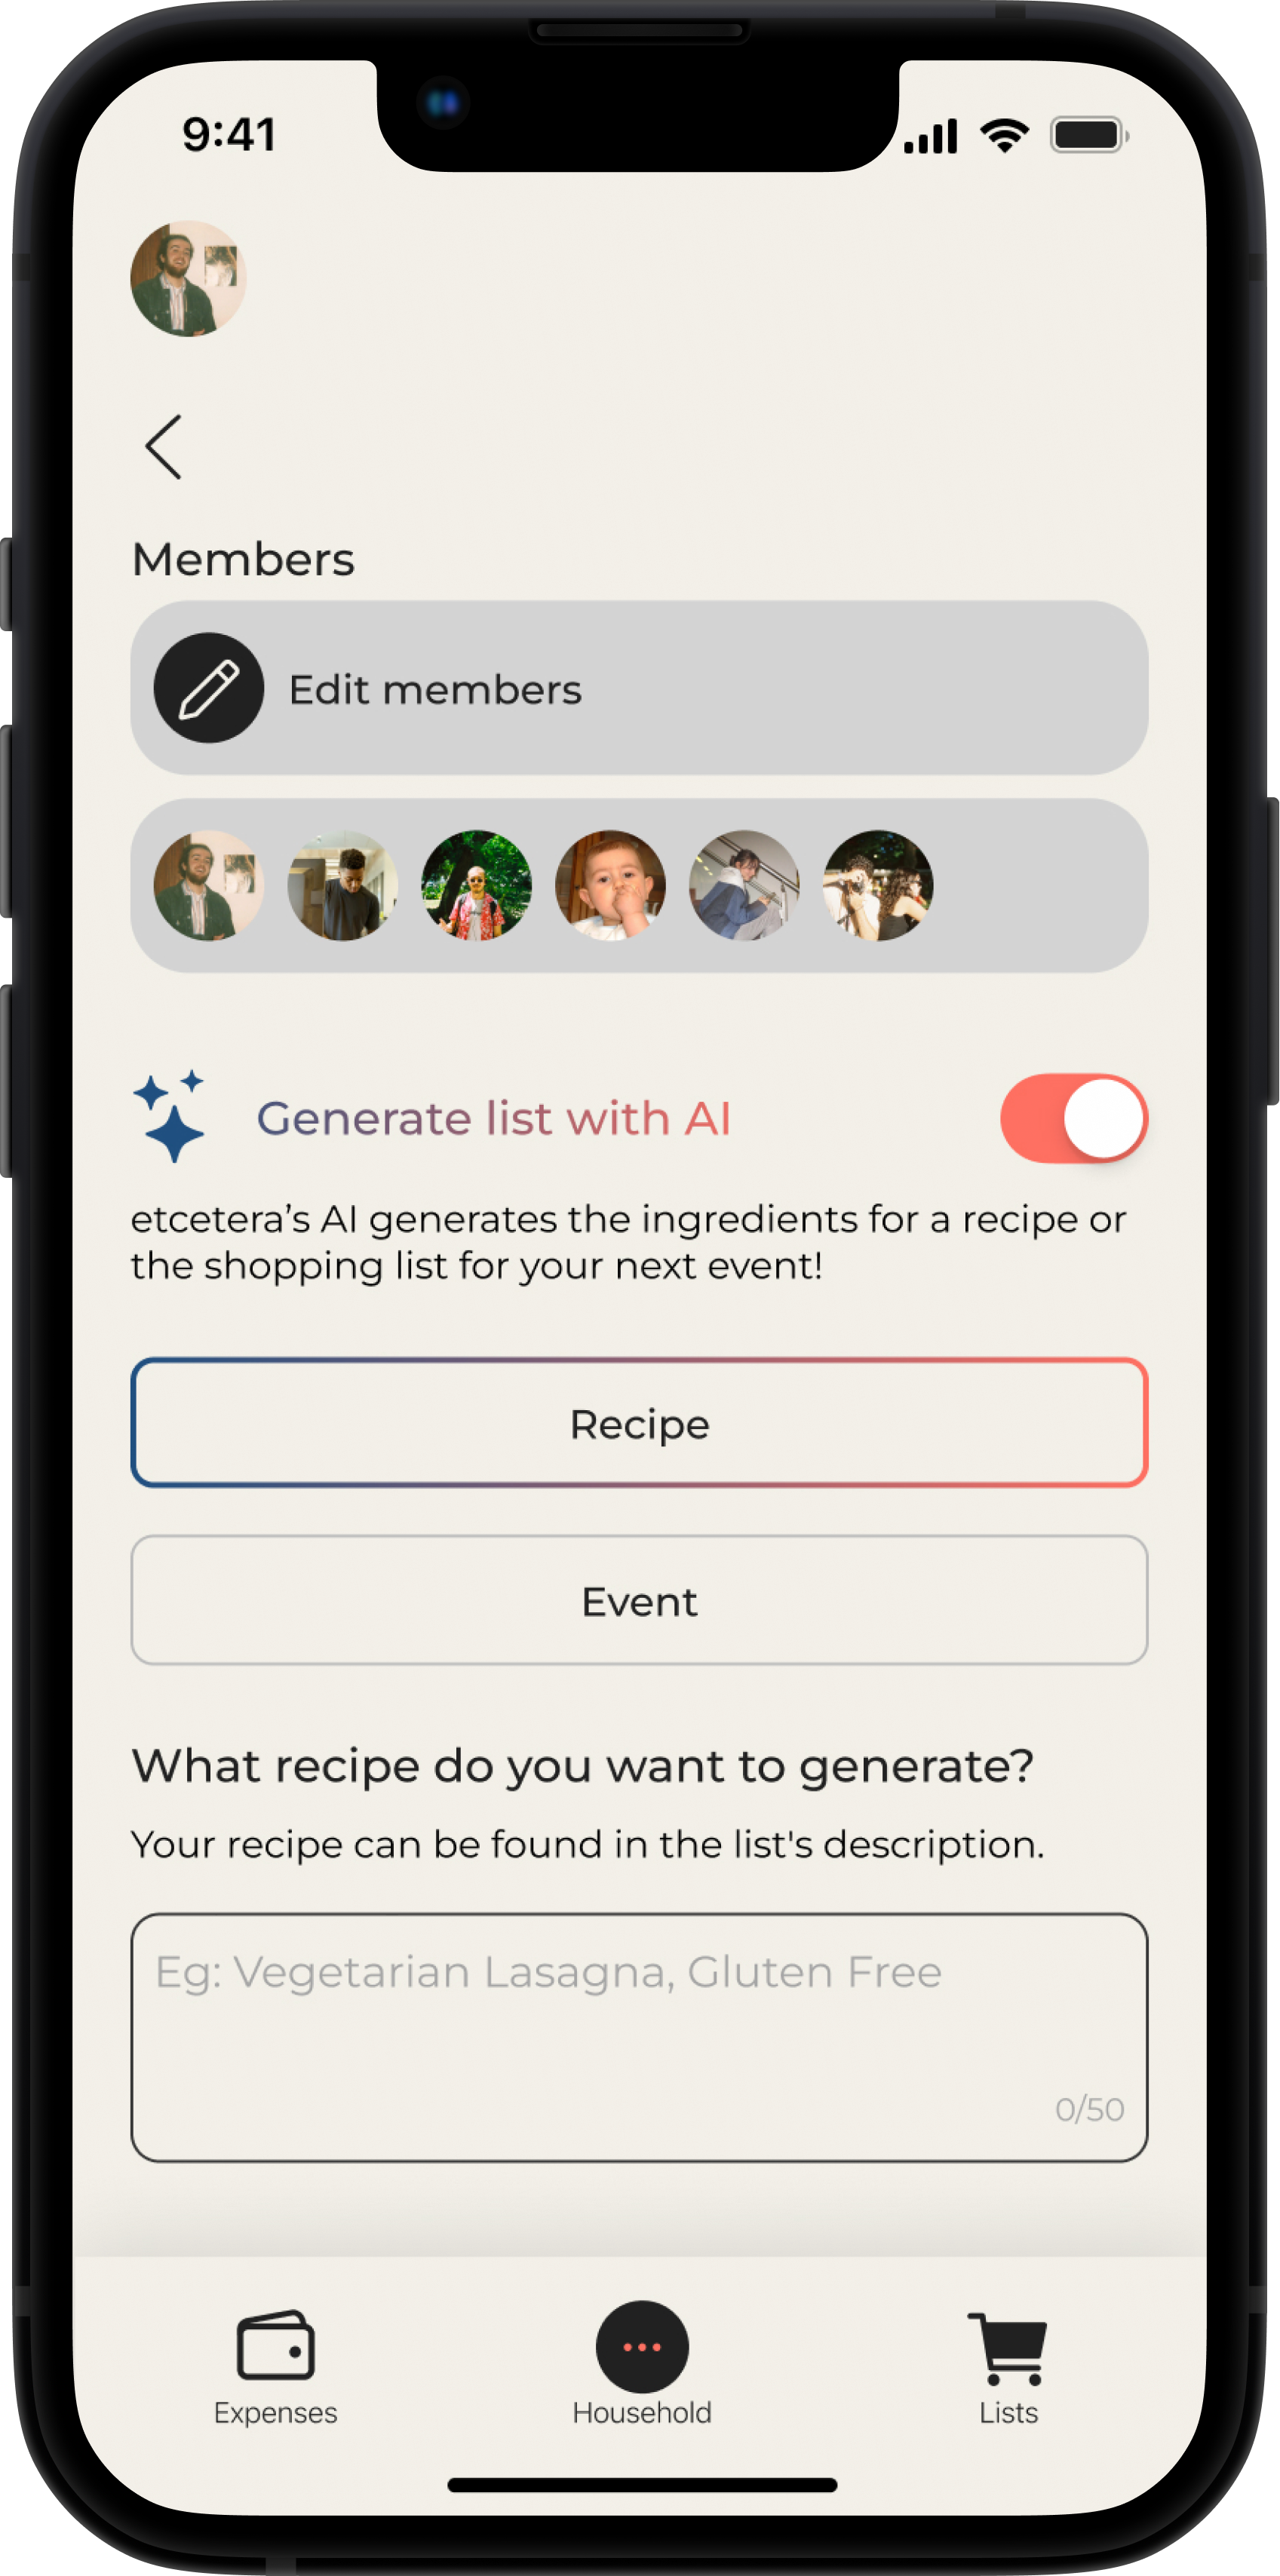 9:41
Members
Edit members
Generate list with AI
etcetera’s AI generates the ingredients for a recipe or
the shopping list for your next event!
Recipe
Event
What recipe do you want to generate?
Your recipe can be found in the list's description.
Eg: Vegetarian Lasagna, Gluten Free
0/50
Expenses
Household
Lists